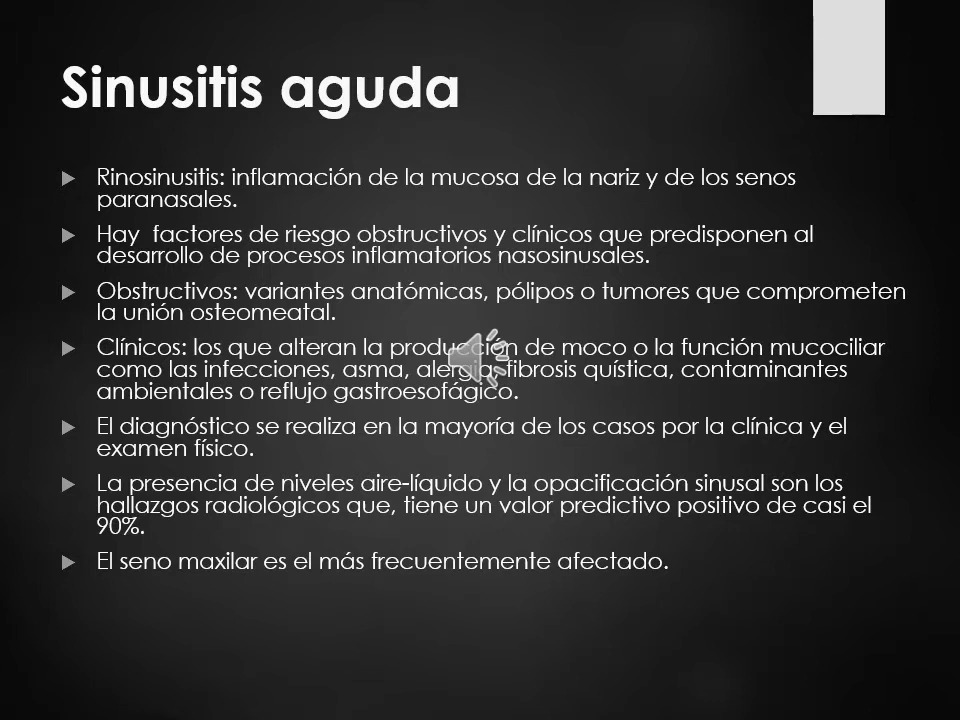 Sinusitis aguda
Rinosinusitis: inflamación de la mucosa de la nariz y de los senos
paranasales.
Hay  factores de riesgo obstructivos y clínicos que predisponen al
desarrollo de procesos inflamatorios nasosinusales.
Obstructivos: variantes anatómicas, pólipos o tumores que comprometen
la unión osteomeatal.
Clínicos: los que alteran la producción de moco o la función mucociliar
como las infecciones, asma, alergia, fibrosis quística, contaminantes
ambientales o reflujo gastroesofágico.
El diagnóstico se realiza en la mayoría de los casos por la clínica y el
examen físico.
La presencia de niveles aire-líquido y la opacificación sinusal son los
hallazgos radiológicos que, tiene un valor predictivo positivo de casi el
90%.
El seno maxilar es el más frecuentemente afectado.